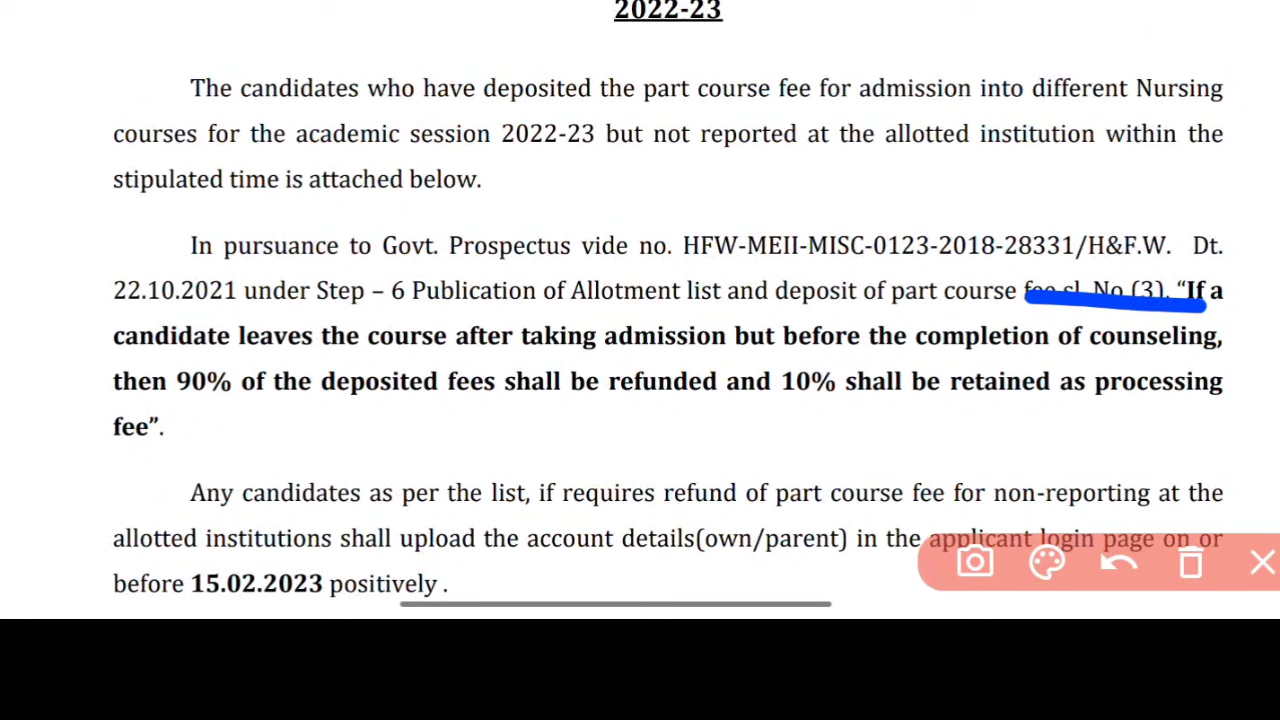 2022-23
The candidates who have deposited the part course fee for admission into different Nursing
courses for the academic session 2022-23 but not reported at the allotted institution within the
stipulated time is attached below.
In pursuance to Govt. Prospectus vide no. HFW-MEII-MISC-0123-2018-28331/H&F.W. Dt.
22.10.2021 under Step – 6 Publication of Allotment list and deposit of part course fee sl. No (3). “If a
candidate leaves the course after taking admission but before the completion of counseling,
then 90% of the deposited fees shall be refunded and 10% shall be retained as processing
fee”.
Any candidates as per the list, if requires refund of part course fee for non-reporting at the
allotted institutions shall upload the account details(own/parent) in the applicant login page on or
before 15.02.2023 positively .